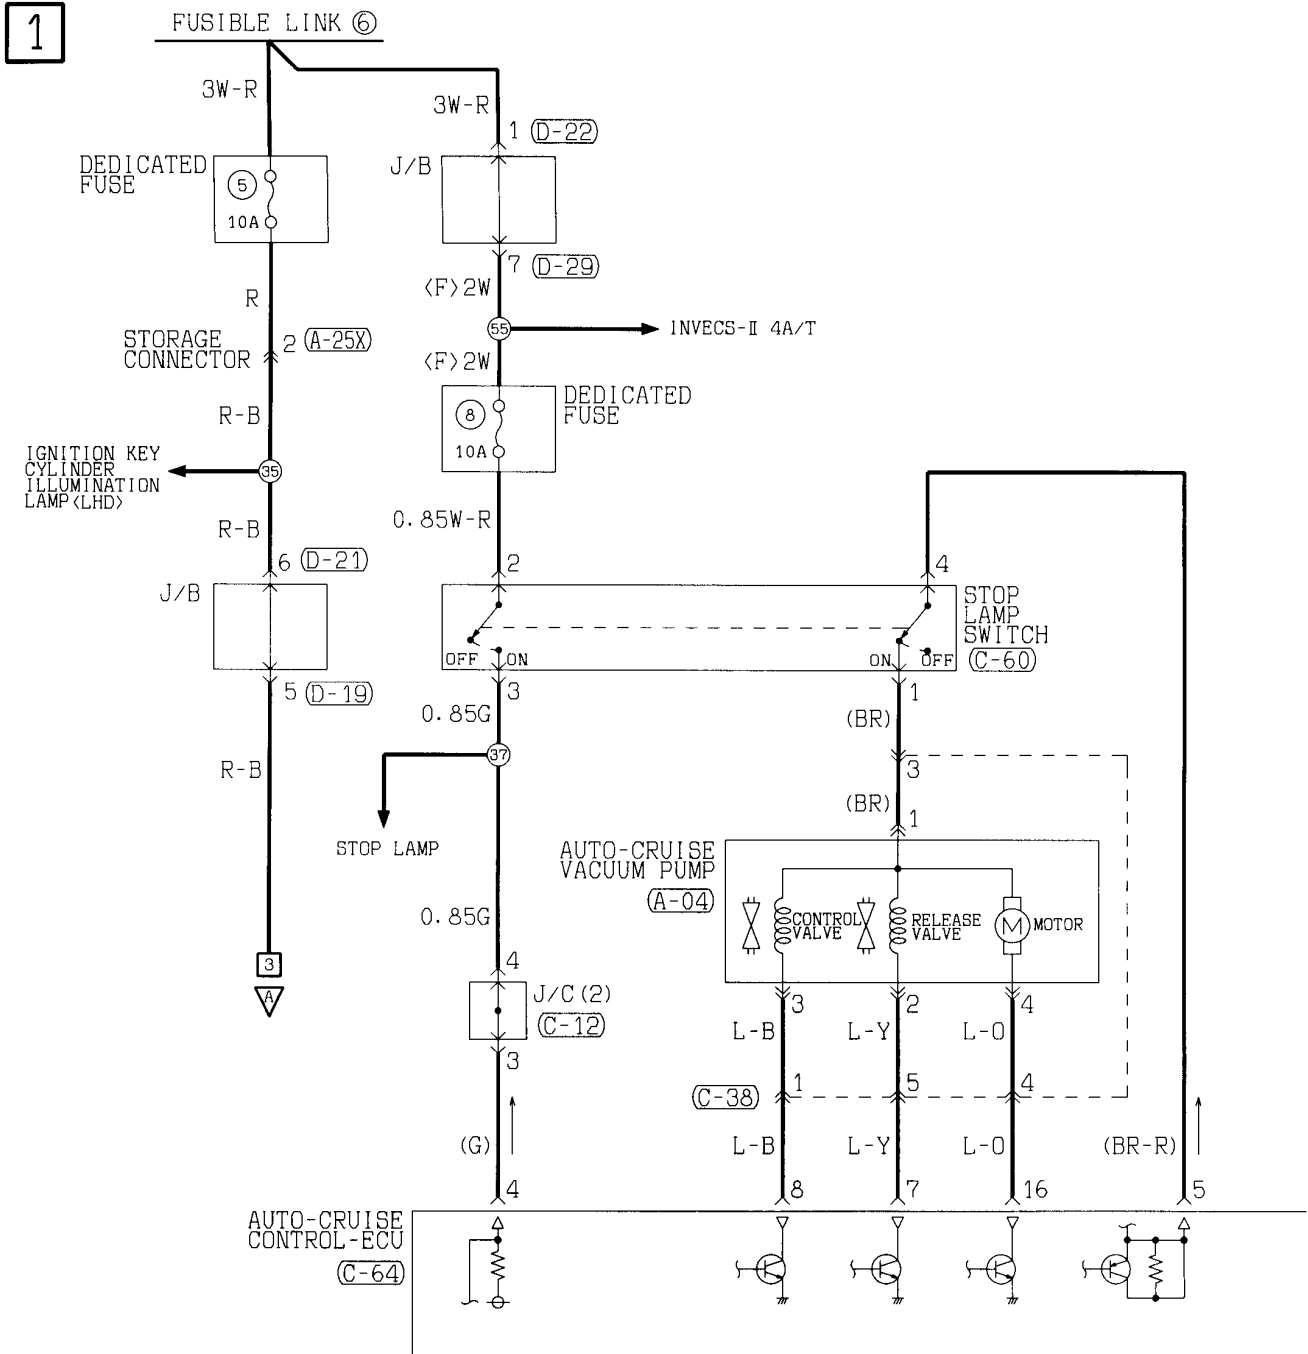 1
FUSIBLE LINK ⑥
3W-R
3W-R
1 (D-22)
DEDICATED
FUSE
5
10A
J/B
7 (D-29)
<F>2W
R
55
INVECS-Ⅱ 4A/T
STORAGE
CONNECTOR
2 (A-25X)
<F>2W
DEDICATED
FUSE
8
10A
R-B
IGNITION KEY
CYLINDER
ILLUMINATION
LAMP<LHD>
35
R-B
0.85W-R
6 (D-21)
2
4
J/B
STOP
LAMP
SWITCH
(C-60)
OFF
ON
ON
OFF
5 (D-19)
3
1
0.85G
(BR)
37
R-B
3
(BR)
1
STOP LAMP
AUTO-CRUISE
VACUUM PUMP
(A-04)
CONTROL
VALVE
RELEASE
VALVE
M
MOTOR
0.85G
3
A
4
J/C(2)
(C-12)
3
3
2
4
L-B
L-Y
L-O
(C-38)
1
5
4
(G)
L-B
L-Y
L-O
(BR-R)
4
8
7
16
5
AUTO-CRUISE
CONTROL-ECU
(C-64)